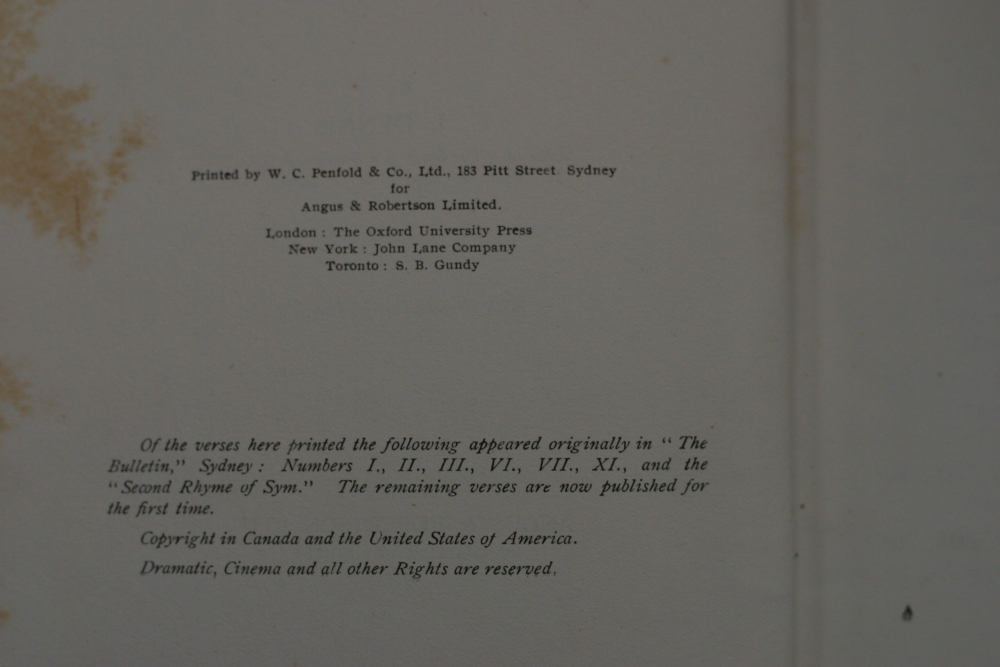 Printed by W. C. Penfold & Co., Ltd., 183 Pitt Street Sydney
for
Angus & Robertson Limited.
London : The Oxford University Press
New York : John Lane Company
Toronto : S. B. Gundy
Of the verses here printed the following appeared originally in “ The
Bulletin,” Sydney : Numbers I., II., III., VI., VII., XI., and the
“Second Rhyme of Sym.” The remaining verses are now published for
the first time.
Copyright in Canada and the United States of America.
Dramatic, Cinema and all other Rights are reserved.